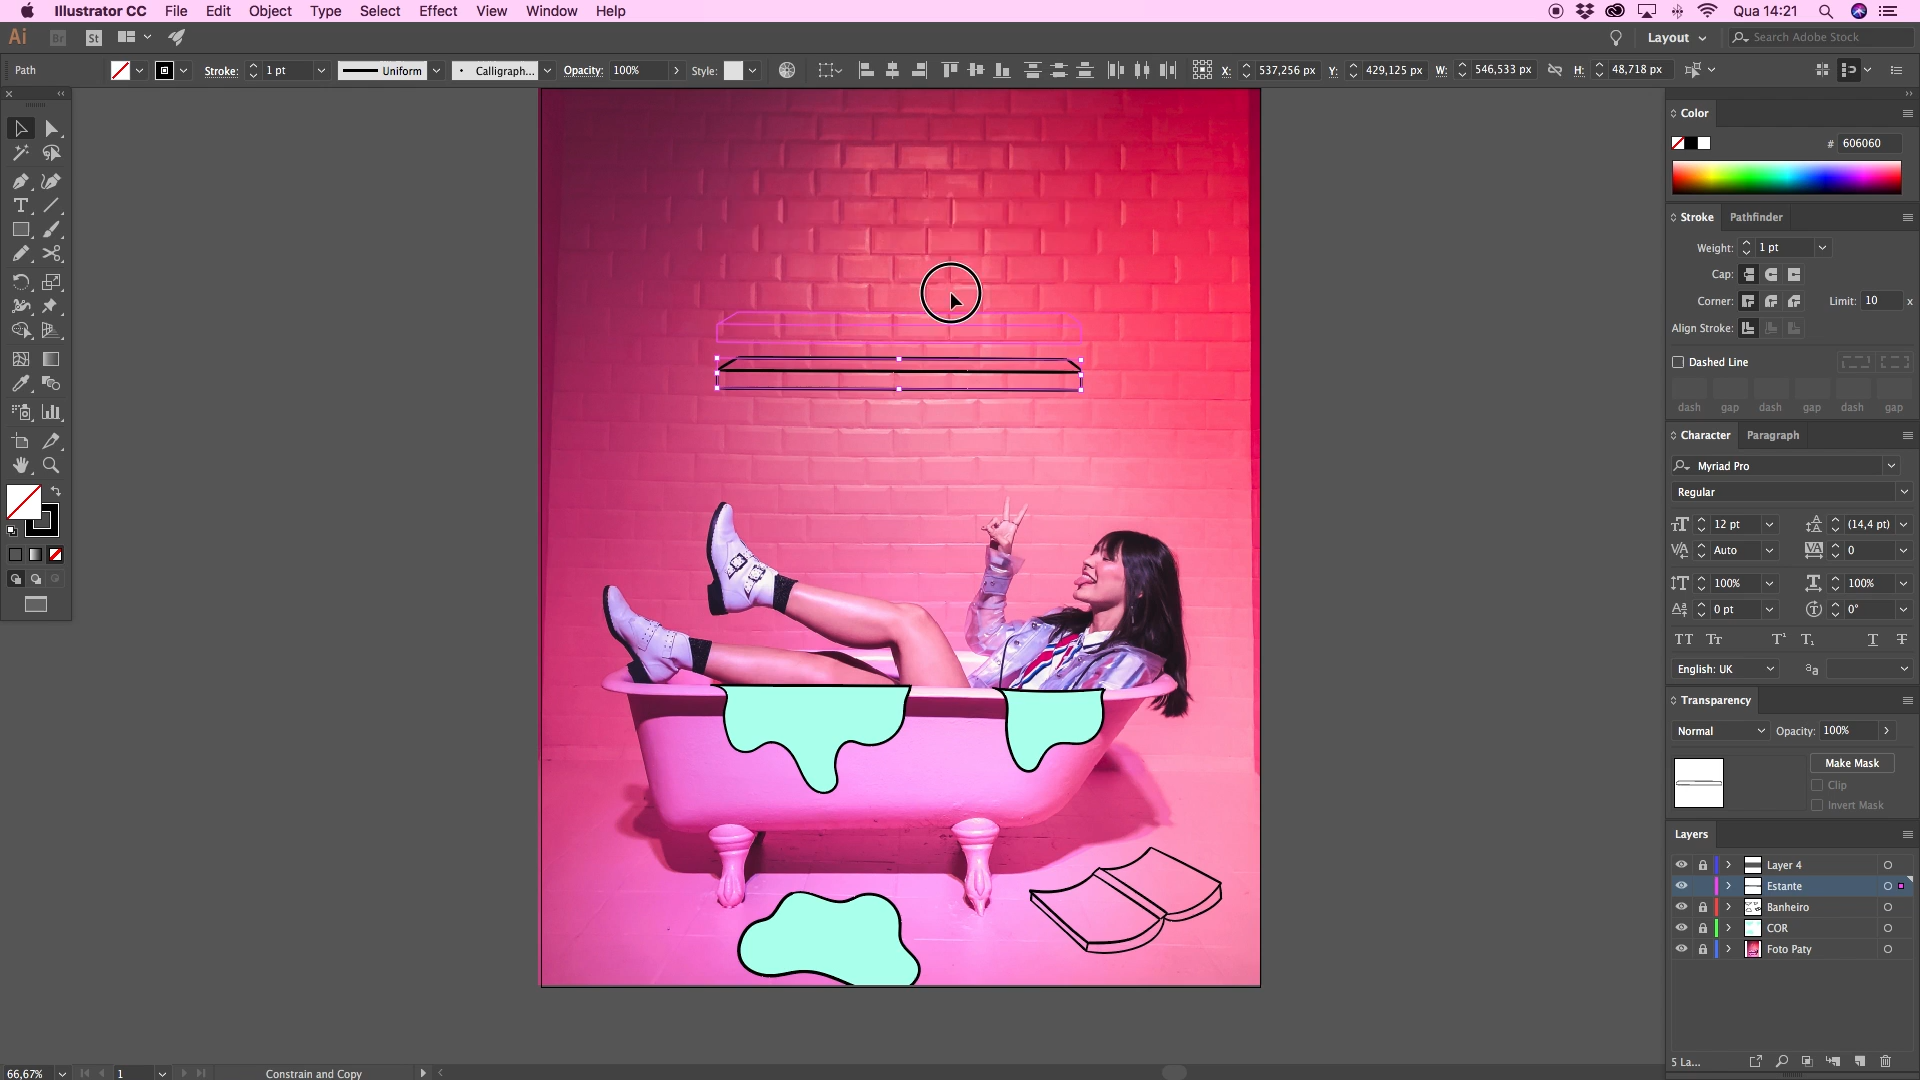 Illustrator CC File Edit Object Type Select Effect View Window Help Qua 14:21
Ai Br St Layout Search Adobe Stock
Path Stroke: 1 pt Uniform Calligraph... Opacity: 100% Style: X: 537,256 px Y: 429,125 px W: 546,533 px H: 48,718 px
Color
# 606060
Stroke Pathfinder
Weight: 1 pt
Cap:
Corner: Limit: 10 x
Align Stroke:
Dashed Line
dash gap dash gap dash gap
Character Paragraph
Myriad Pro
Regular
12 pt (14,4 pt)
Auto 0
100% 100%
0 pt 0°
English: UK
Transparency
Normal Opacity: 100%
Make Mask
Clip
Invert Mask
Layers
Layer 4
Estante
Banheiro
COR
Foto Paty
5 La...
66,67% 1 Constrain and Copy